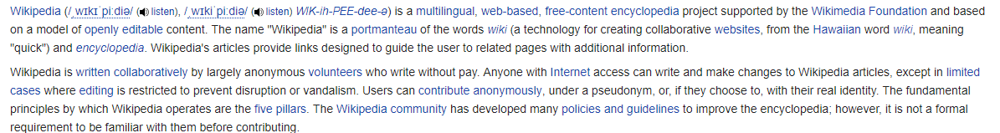 Wikipedia (/ˌwɪkɪˈpiːdiə/ (listen), /ˌwɪkiˈpiːdiə/ (listen) WIK-ih-PEE-dee-ə) is a multilingual, web-based, free-content encyclopedia project supported by the Wikimedia Foundation and based
on a model of openly editable content. The name "Wikipedia" is a portmanteau of the words wiki (a technology for creating collaborative websites, from the Hawaiian word wiki, meaning
"quick") and encyclopedia. Wikipedia's articles provide links designed to guide the user to related pages with additional information.
Wikipedia is written collaboratively by largely anonymous volunteers who write without pay. Anyone with Internet access can write and make changes to Wikipedia articles, except in limited
cases where editing is restricted to prevent disruption or vandalism. Users can contribute anonymously, under a pseudonym, or, if they choose to, with their real identity. The fundamental
principles by which Wikipedia operates are the five pillars. The Wikipedia community has developed many policies and guidelines to improve the encyclopedia; however, it is not a formal
requirement to be familiar with them before contributing.